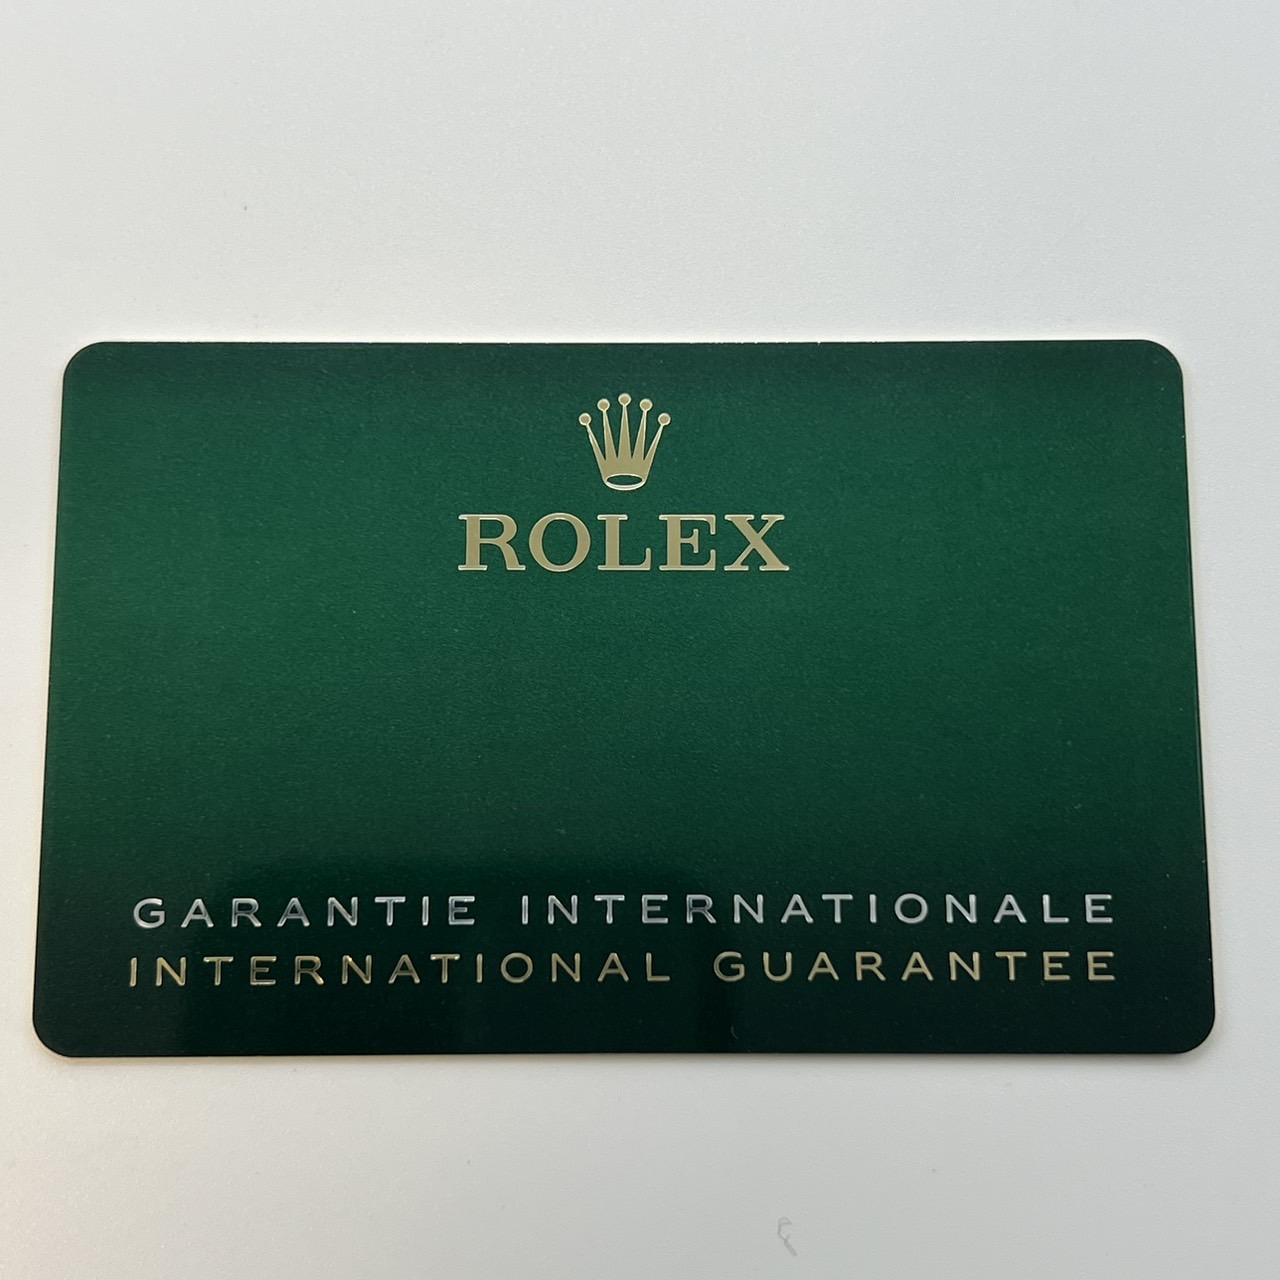 ROLEX
GARANTIE INTERNATIONALE
INTERNATIONAL GUARANTEE